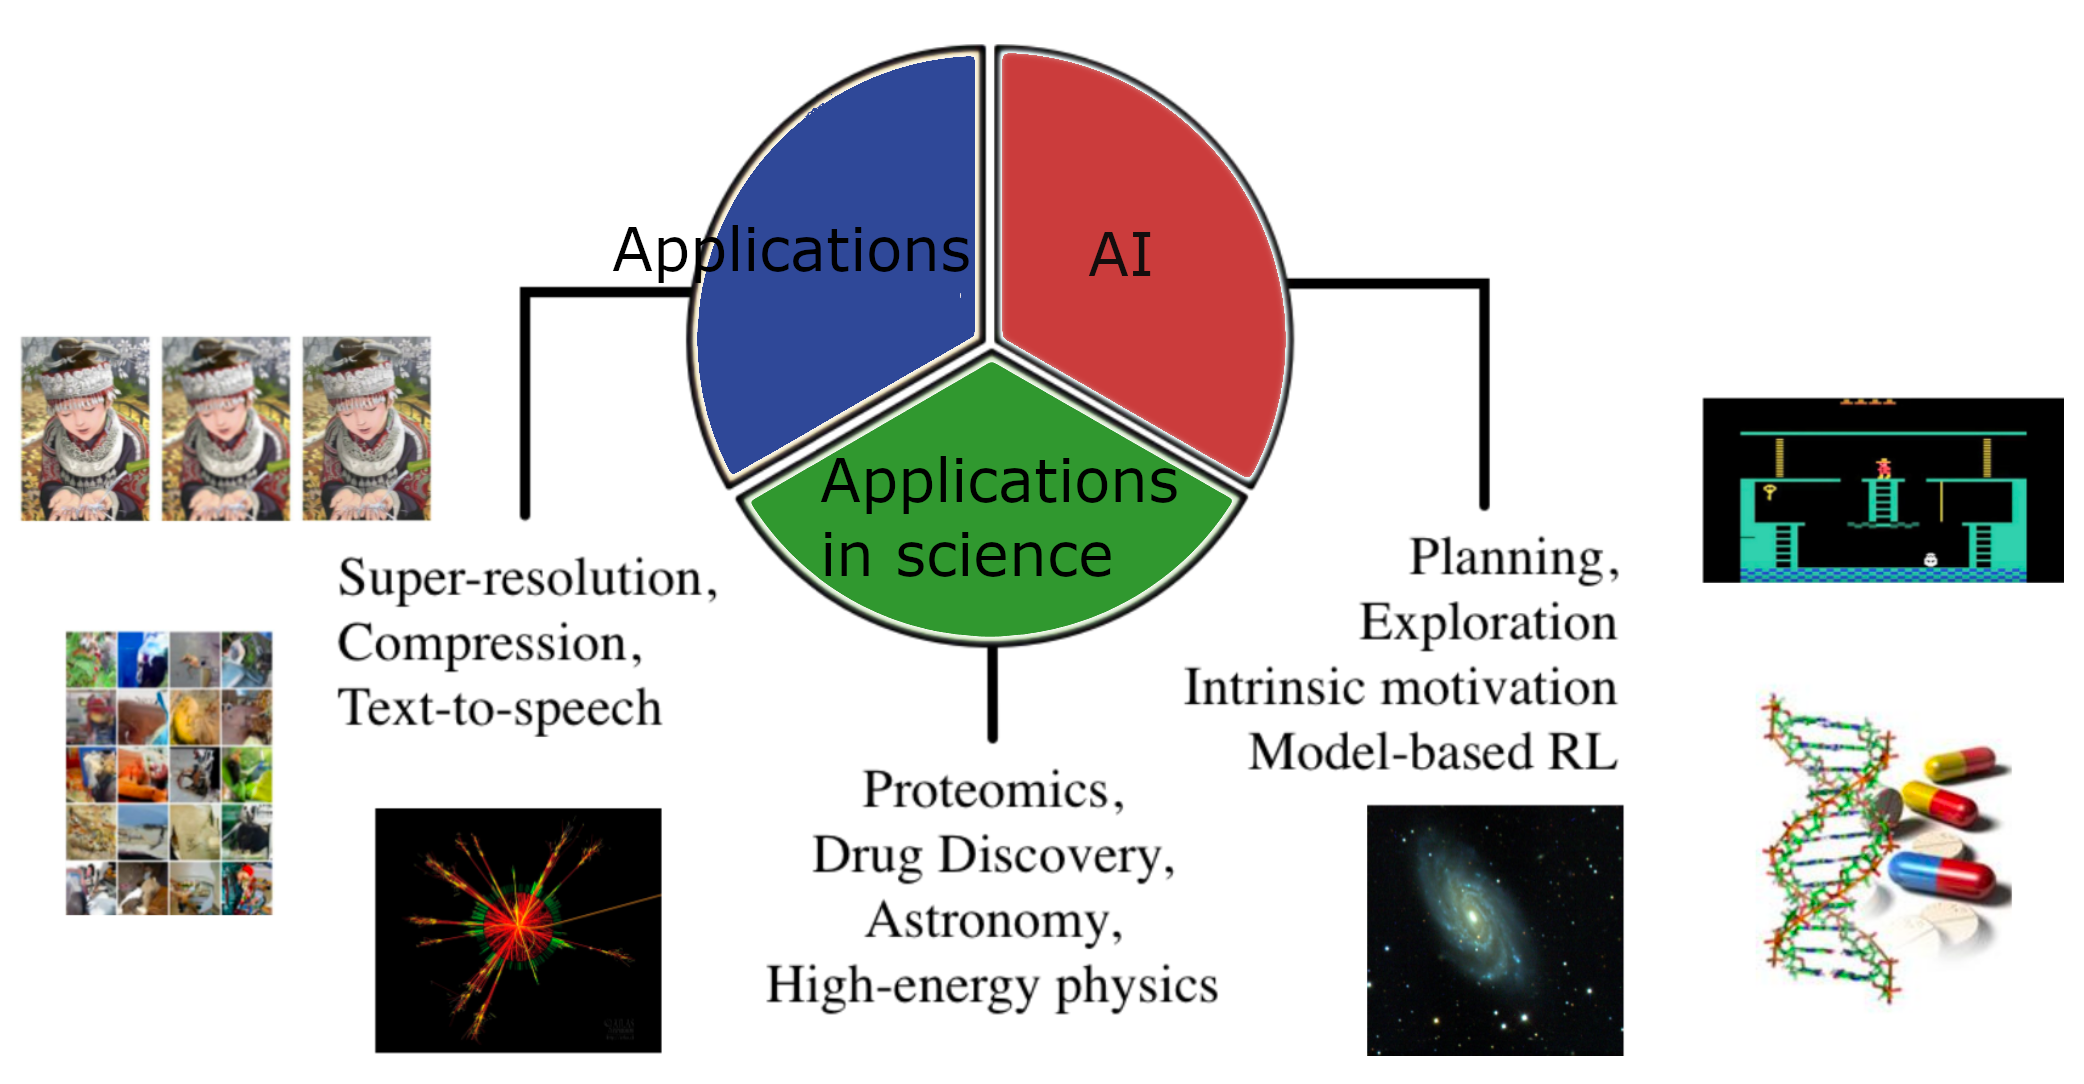 Applications
AI
Applications
in science
Super-resolution,
Compression,
Text-to-speech
Planning,
Exploration
Intrinsic motivation
Model-based RL
Proteomics,
Drug Discovery,
Astronomy,
High-energy physics